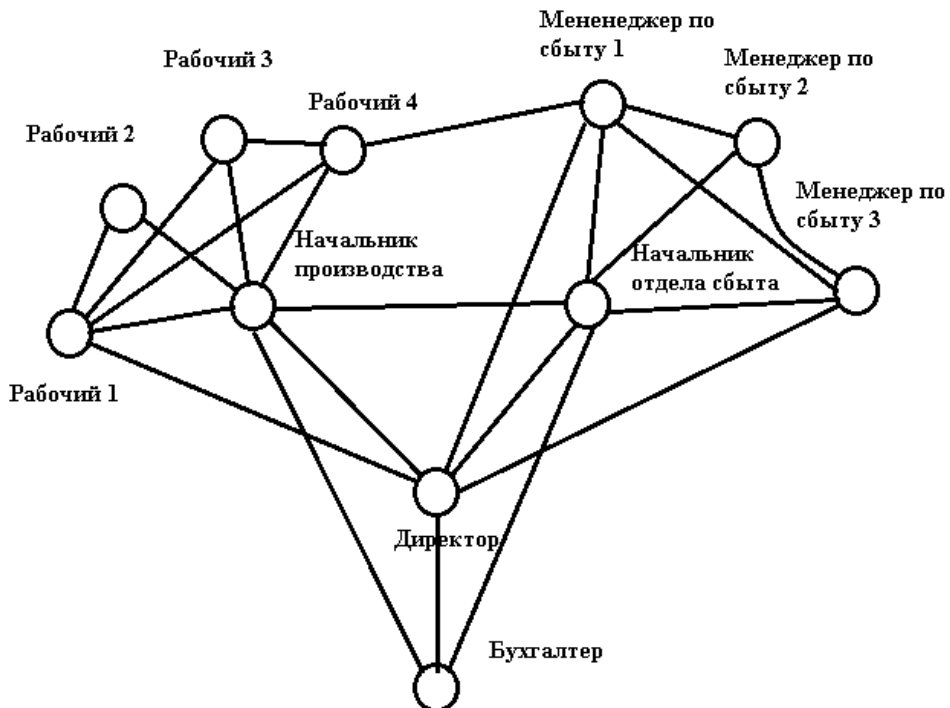 Мененеджер по
сбыту 1
Рабочий 3
Менеджер по
сбыту 2
Рабочий 4
Рабочий 2
Менеджер по
сбыту 3
Начальник
производства
Начальник
отдела сбыта
Рабочий 1
Директор
Бухгалтер